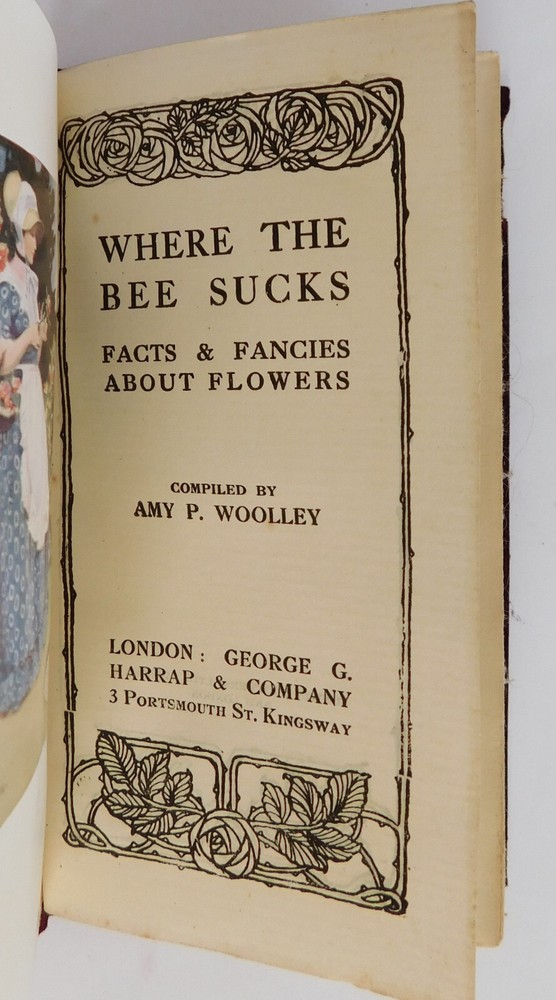 WHERE THE
BEE SUCKS
FACTS & FANCIES
ABOUT FLOWERS
COMPILED BY
AMY P. WOOLLEY
LONDON: GEORGE G.
HARRAP & COMPANY
3 PORTSMOUTH ST. KINGSWAY